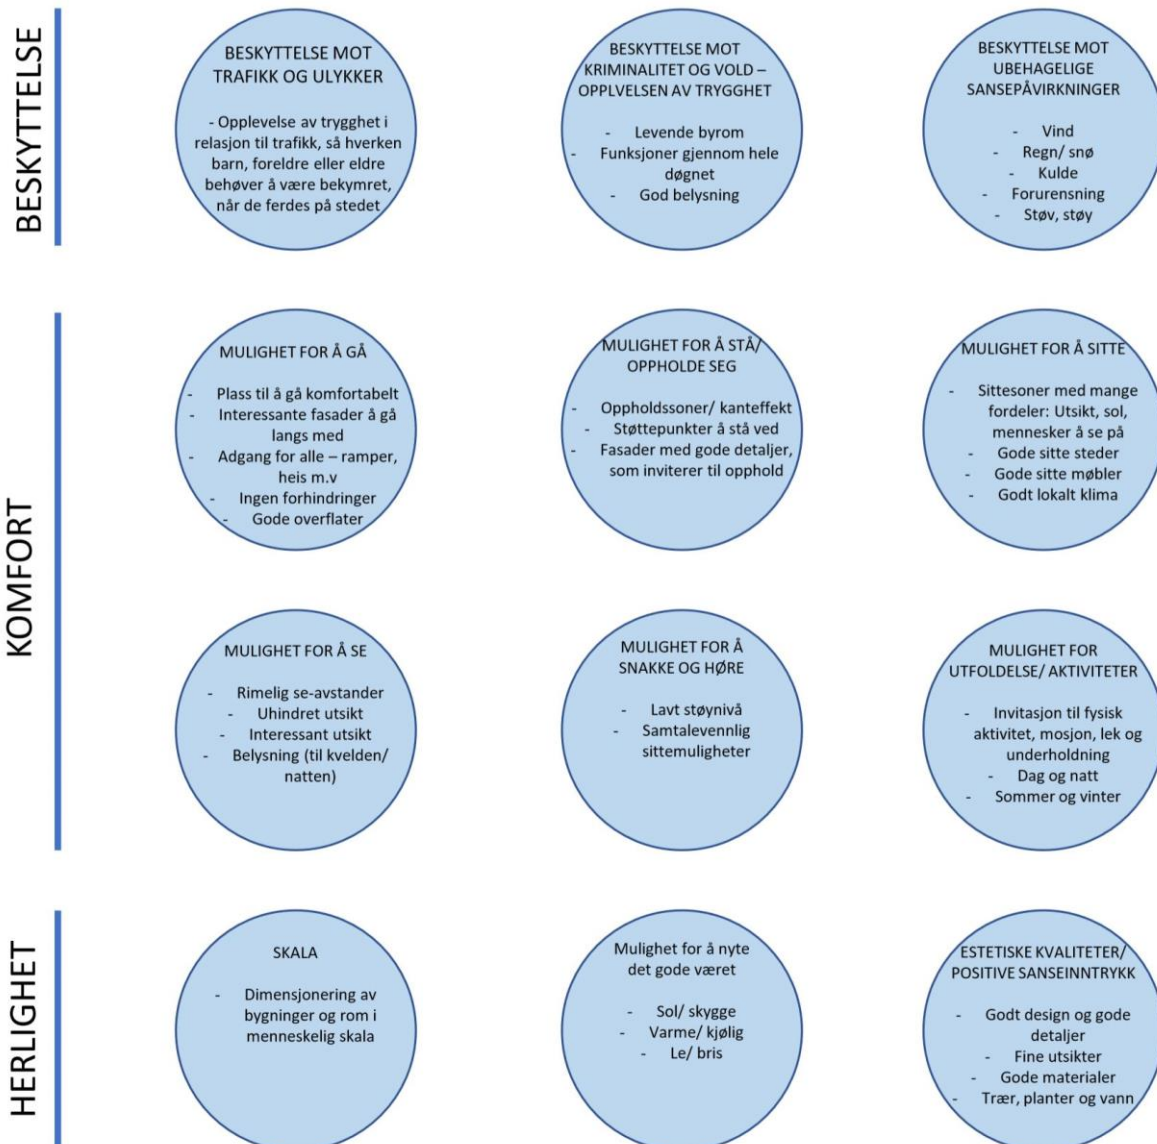 BESKYTTELSE
BESKYTTELSE MOT
TRAFIKK OG ULYKKER
- Opplevelse av trygghet i
relasjon til trafikk, så hverken
barn, foreldre eller eldre
behøver å være bekymret,
når de ferdes på stedet
BESKYTTELSE MOT
KRIMINALITET OG VOLD –
OPPLVELSEN AV TRYGGHET
- Levende byrom
- Funksjoner gjennom hele
døgnet
- God belysning
BESKYTTELSE MOT
UBEHAGELIGE
SANSEPÅVIRKNINGER
- Vind
- Regn/ snø
- Kulde
- Forurensning
- Støv, støy
KOMFORT
MULIGHET FOR Å GÅ
- Plass til å gå komfortabelt
- Interessante fasader å gå
langs med
- Adgang for alle – ramper,
heis m.v
- Ingen forhindringer
- Gode overflater
MULIGHET FOR Å STÅ/
OPPHOLDE SEG
- Oppholdssoner/ kanteffekt
- Støttepunkter å stå ved
- Fasader med gode detaljer,
som inviterer til opphold
MULIGHET FOR Å SITTE
- Sittesoner med mange
fordeler: Utsikt, sol,
mennesker å se på
- Gode sitte steder
- Gode sitte møbler
- Godt lokalt klima
MULIGHET FOR Å SE
- Rimelig se-avstander
- Uhindret utsikt
- Interessant utsikt
- Belysning (til kvelden/
natten)
MULIGHET FOR Å
SNAKKE OG HØRE
- Lavt støynivå
- Samtalevennlig
sittemuligheter
MULIGHET FOR
UTFOLDELSE/ AKTIVITETER
- Invitasjon til fysisk
aktivitet, mosjon, lek og
underholdning
- Dag og natt
- Sommer og vinter
HERLIGHET
SKALA
- Dimensjonering av
bygninger og rom i
menneskelig skala
Mulighet for å nyte
det gode været
- Sol/ skygge
- Varme/ kjølig
- Le/ bris
ESTETISKE KVALITETER/
POSITIVE SANSEINNTRYKK
- Godt design og gode
detaljer
- Fine utsikter
- Gode materialer
- Trær, planter og vann